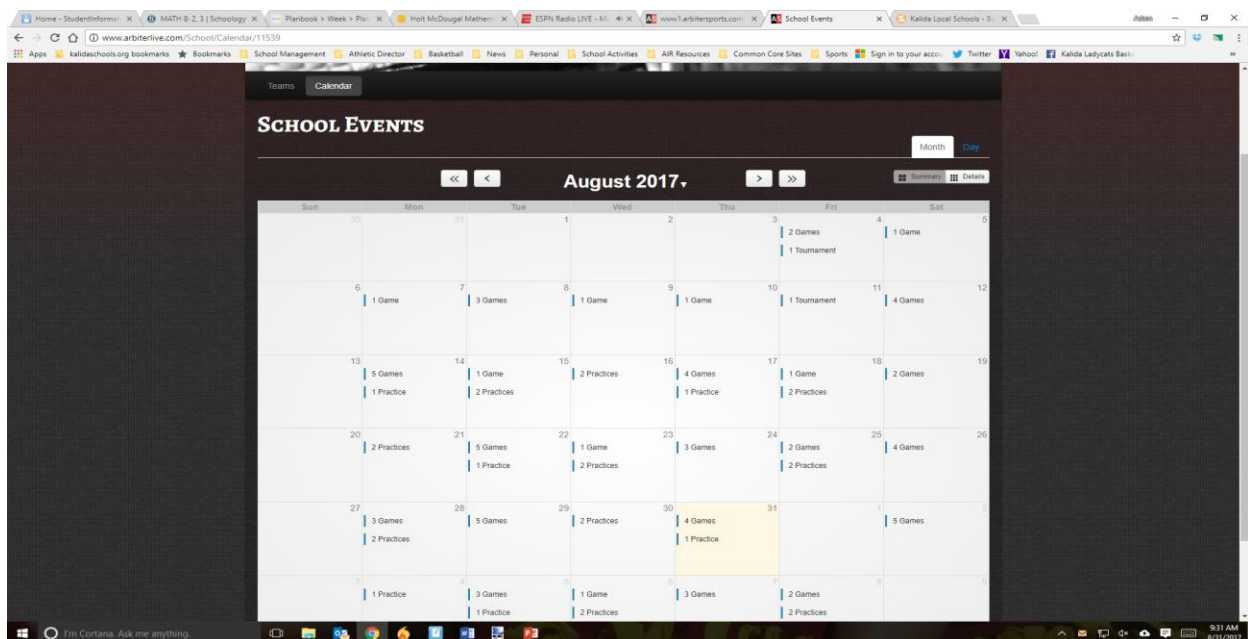 Home - StudentInformat MATH 8: 2, 3 | Schoology Planbook > Week > Plan Holt McDougal Mathem ESPN Radio LIVE - Mi www1.arbitersports.com School Events Kalida Local Schools - B
www.arbiterlive.com/School/Calendar/11539
Apps kalidaschools.org bookmarks Bookmarks School Management Athletic Director Basketball News Personal School Activities AIR Resources Common Core Sites Sports Sign in to your accou Twitter Yahoo! Kalida Ladycats Bask
Teams Calendar
School Events
Month Day
« < August 2017 > » Summary Details
Sun Mon Tue Wed Thu Fri Sat
30 31 1 2 3 4 5
2 Games 1 Game
1 Tournament
6 7 8 9 10 11 12
1 Game 3 Games 1 Game 1 Game 1 Tournament 4 Games
13 14 15 16 17 18 19
5 Games 1 Game 2 Practices 4 Games 1 Game 2 Games
1 Practice 2 Practices 1 Practice 2 Practices
20 21 22 23 24 25 26
2 Practices 5 Games 1 Game 3 Games 2 Games 4 Games
1 Practice 2 Practices 2 Practices
27 28 29 30 31 1 2
3 Games 5 Games 2 Practices 4 Games 5 Games
2 Practices 1 Practice
3 4 5 6 7 8 9
1 Practice 3 Games 1 Game 3 Games 2 Games
1 Practice 2 Practices 2 Practices
I'm Cortana. Ask me anything.
9:31 AM
8/31/201